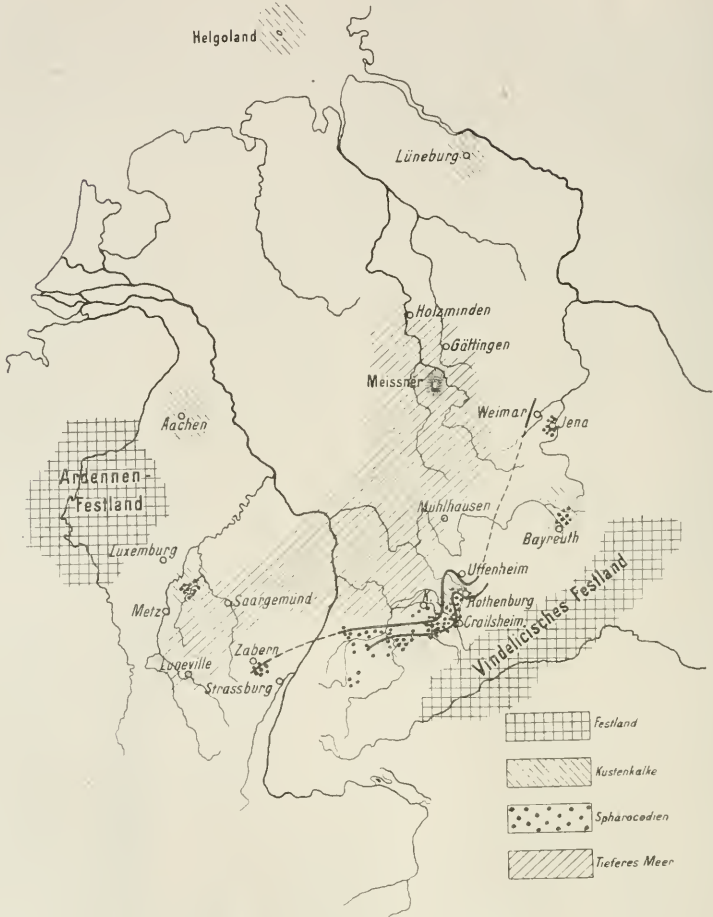 Helgoland
Lüneburg
Holzminden
Göttingen
Meissner
Weimar
Jena
Aachen
Ardennen-
Festland
Mühlhausen
Bayreuth
Luxemburg
Uffenheim
Rothenburg
K.
Crailsheim
Metz
Saargemünd
Zabern
Luneville
Strassburg
Vindelicisches Festland
Festland
Kustenkalke
Sphärocodien
Tieferes Meer